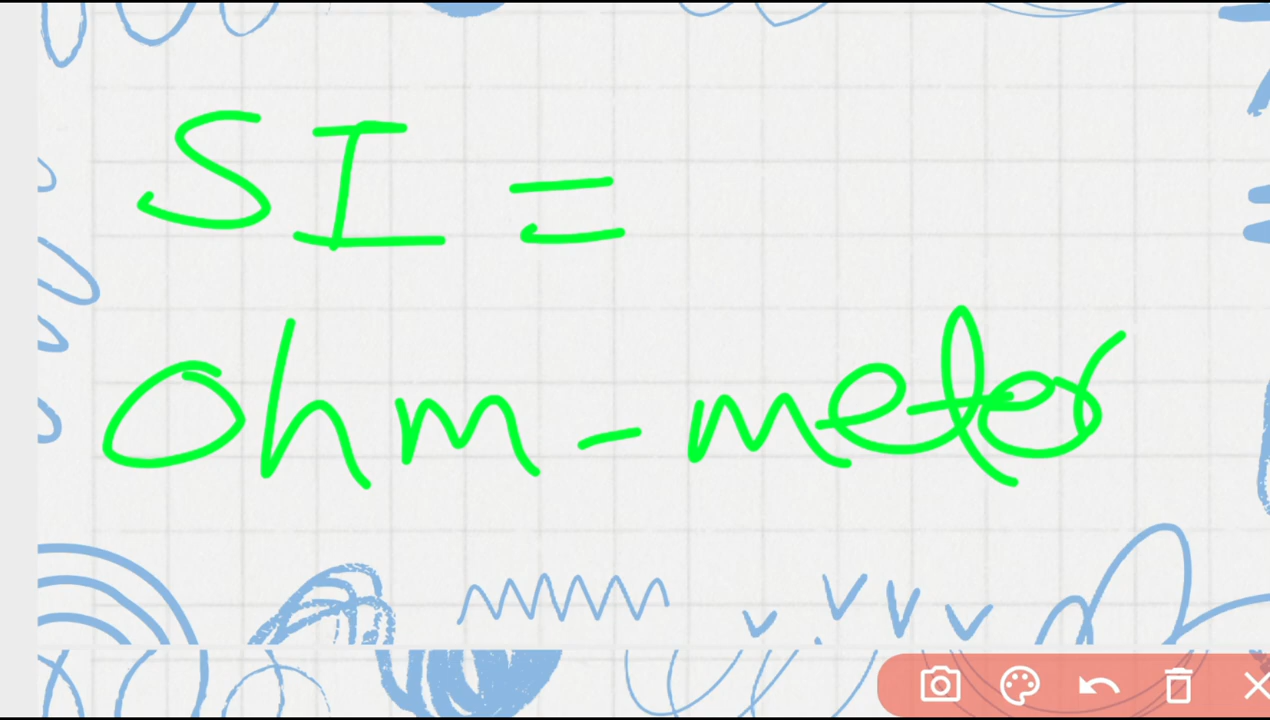 SI =
Ohm - meter